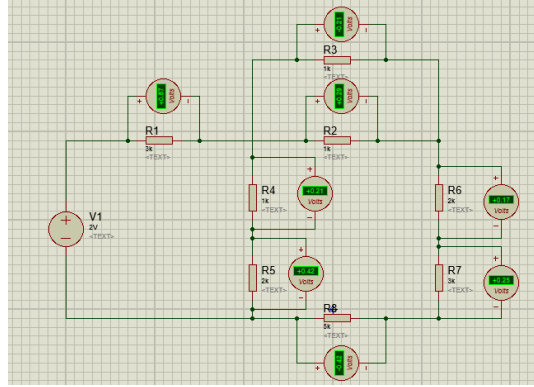 -0.21
Volts
R3
1k
<TEXT>
+0.87
Volts
+0.29
Volts
R1
3k
<TEXT>
R2
1k
<TEXT>
R4
1k
<TEXT>
+0.21
Volts
R6
2k
<TEXT>
+0.17
Volts
V1
2V
<TEXT>
R5
2k
<TEXT>
+0.42
Volts
R7
3k
<TEXT>
+0.25
Volts
R8
5k
<TEXT>
-0.42
Volts